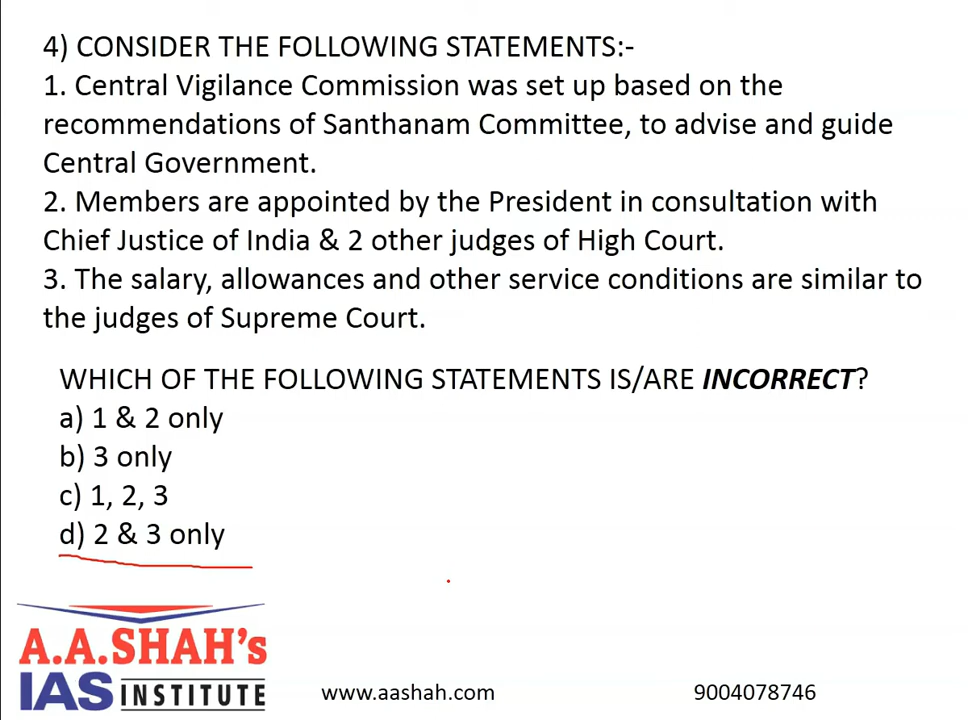 4) CONSIDER THE FOLLOWING STATEMENTS:-
1. Central Vigilance Commission was set up based on the
recommendations of Santhanam Committee, to advise and guide
Central Government.
2. Members are appointed by the President in consultation with
Chief Justice of India & 2 other judges of High Court.
3. The salary, allowances and other service conditions are similar to
the judges of Supreme Court.
WHICH OF THE FOLLOWING STATEMENTS IS/ARE INCORRECT?
a) 1 & 2 only
b) 3 only
c) 1, 2, 3
d) 2 & 3 only
A.A.SHAH's
IAS INSTITUTE
www.aashah.com
9004078746